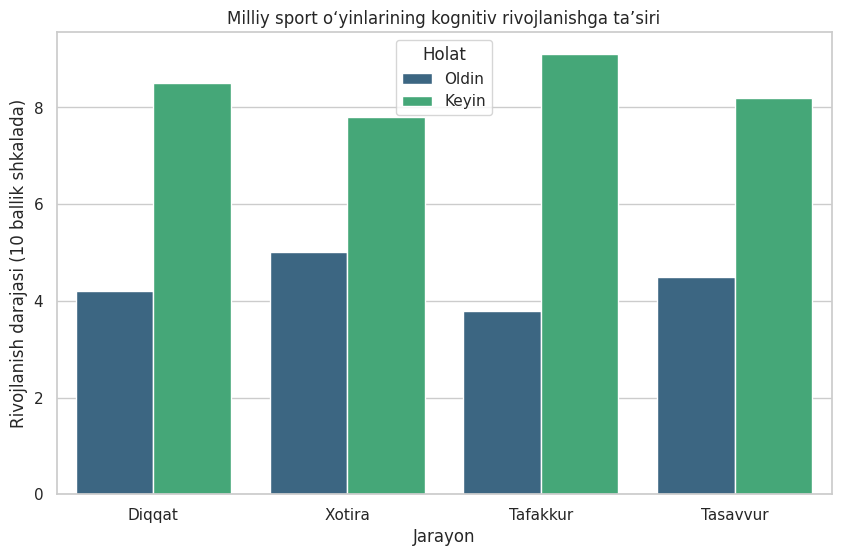 Milliy sport o‘yinlarining kognitiv rivojlanishga ta’siri
Holat
Oldin
Keyin
Rivojlanish darajasi (10 ballik shkalada)
8
6
4
2
0
Diqqat
Xotira
Tafakkur
Tasavvur
Jarayon